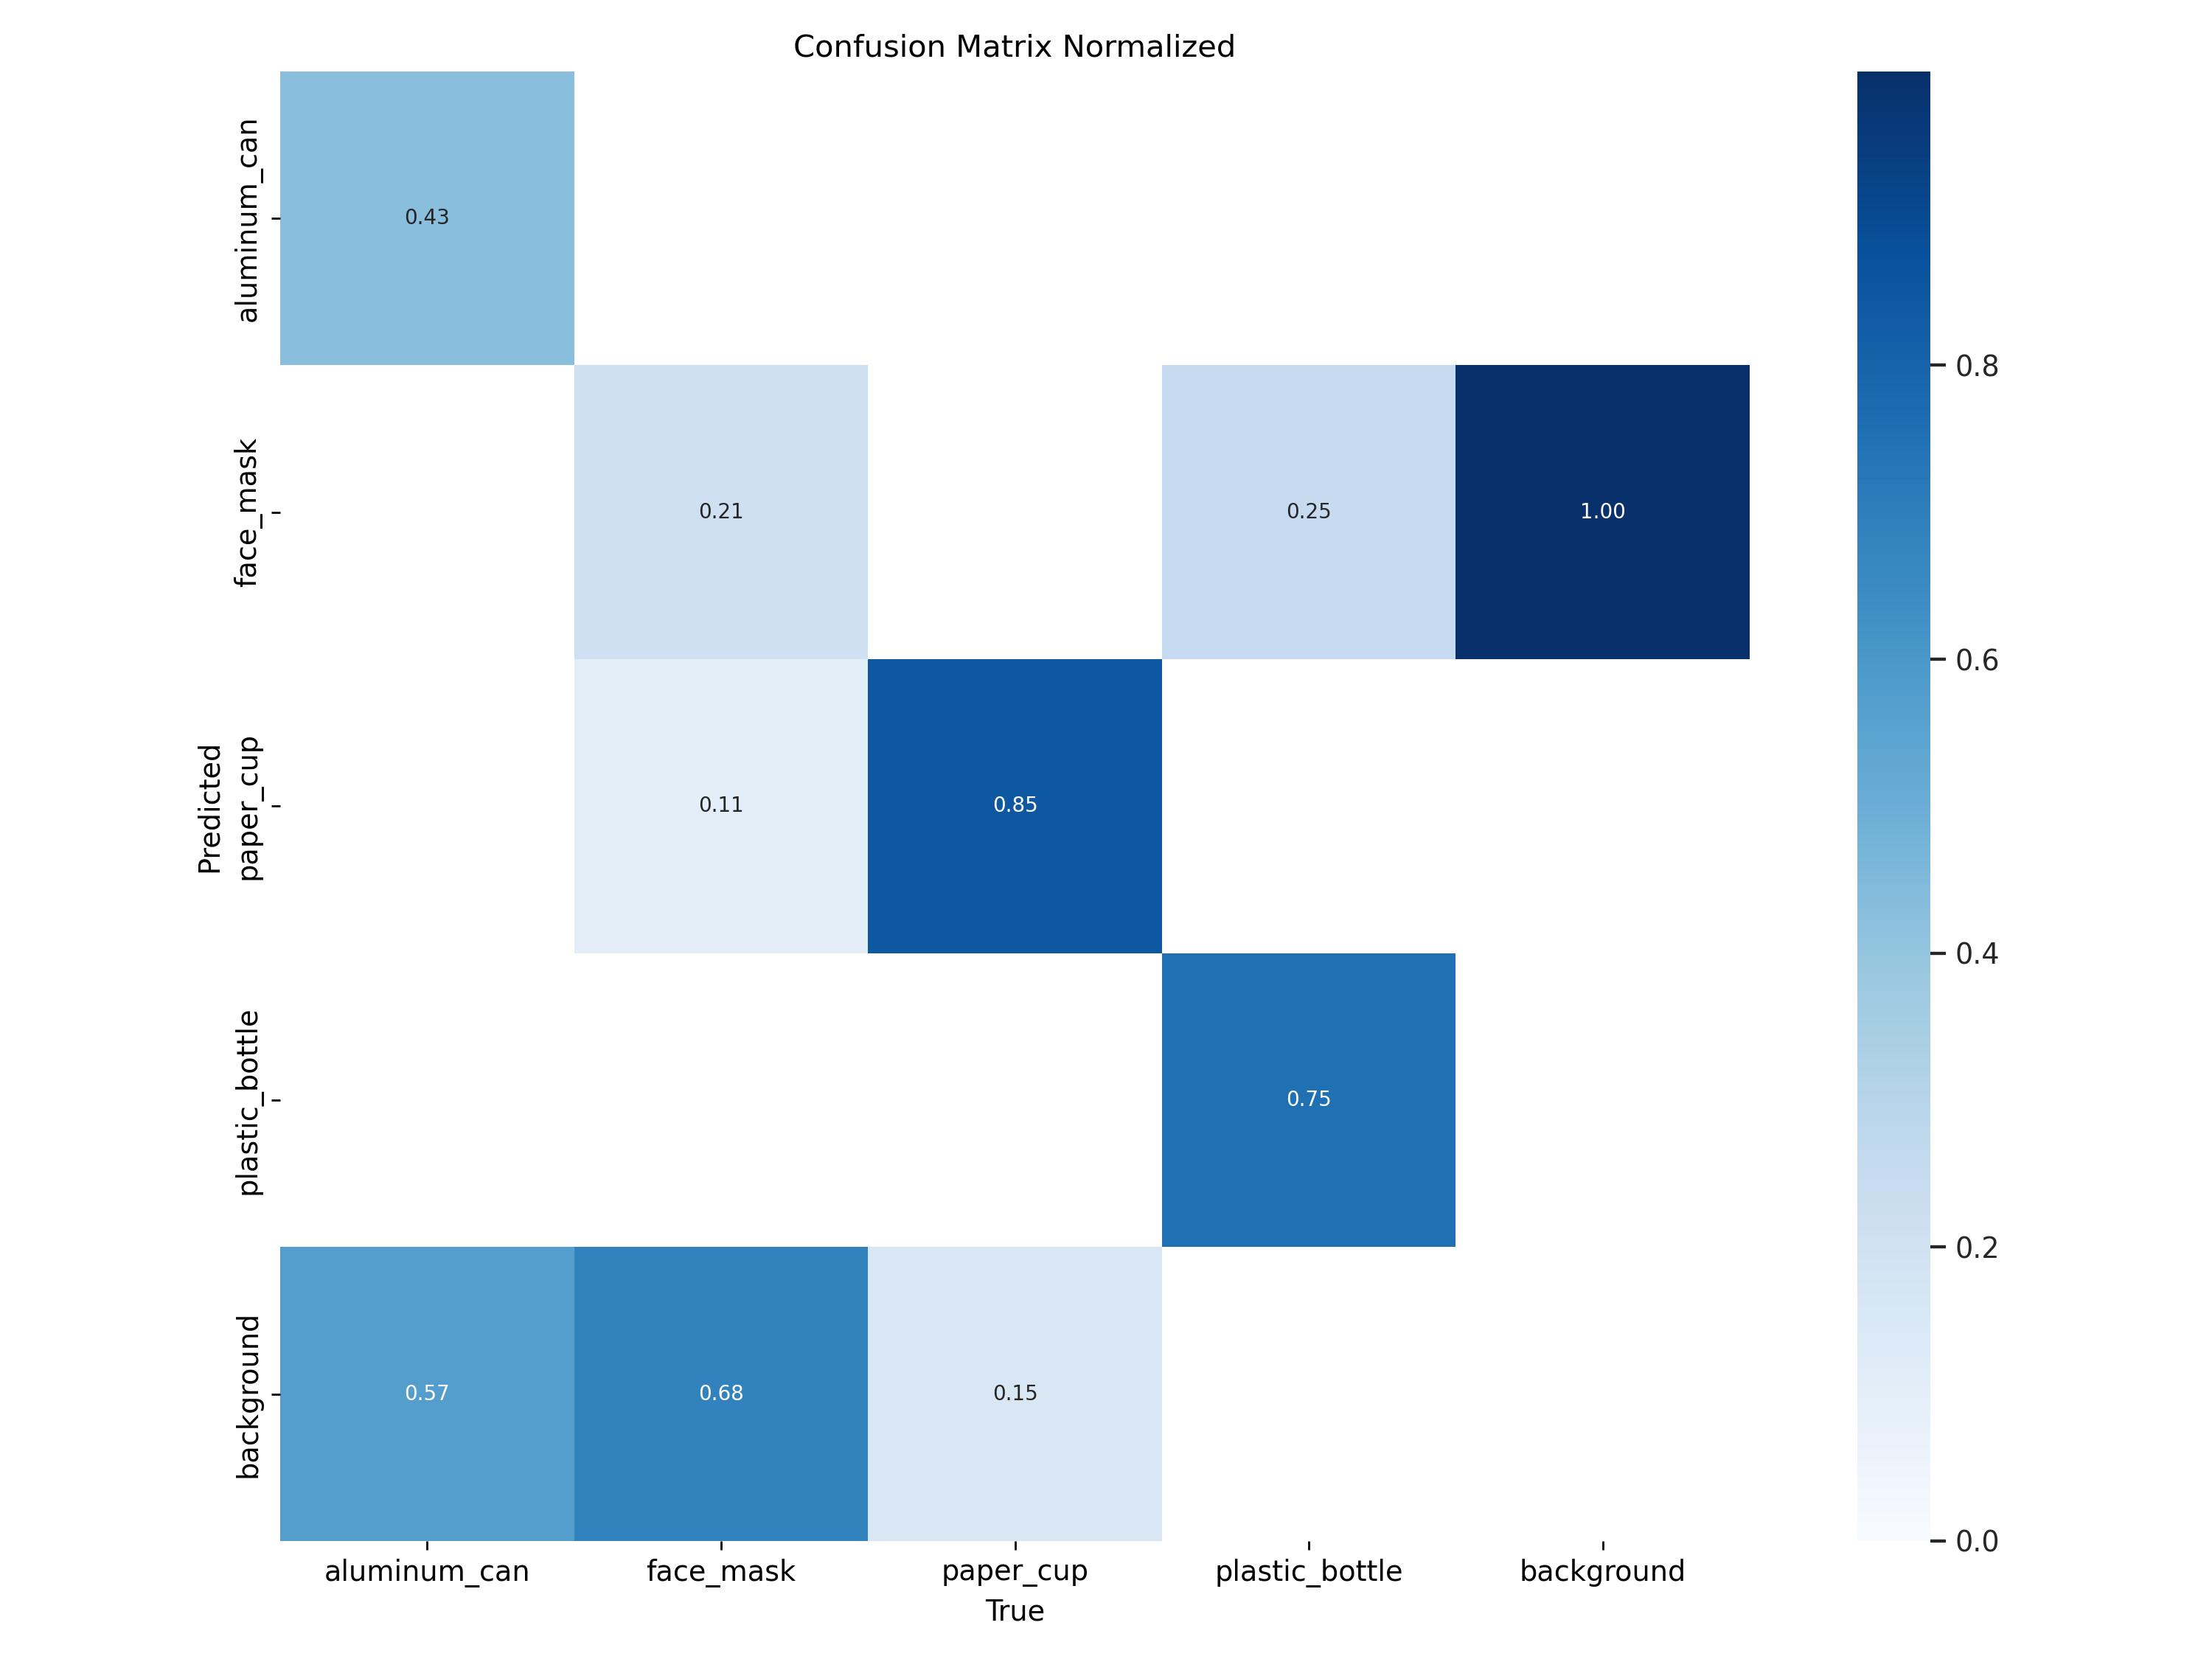 Confusion Matrix Normalized
aluminum_can
0.43
face_mask
0.21
0.25
1.00
0.8
0.6
Predicted
paper_cup
0.11
0.85
0.4
plastic_bottle
0.75
0.2
background
0.57
0.68
0.15
0.0
aluminum_can
face_mask
paper_cup
plastic_bottle
background
True